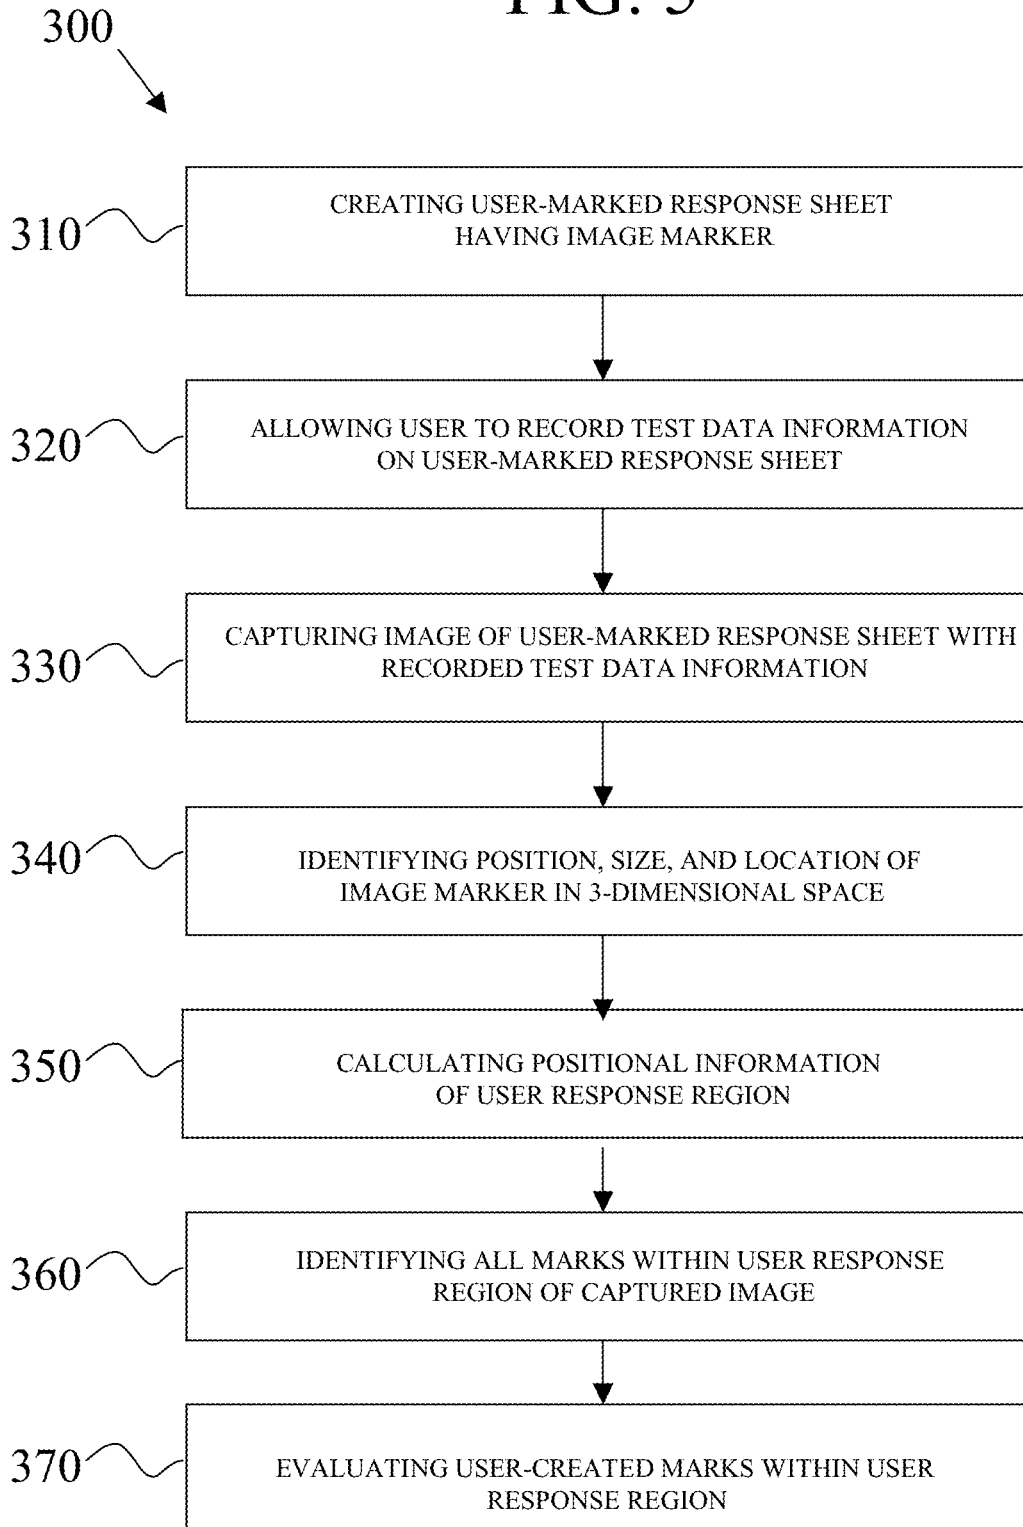 FIG.
300
310
CREATING USER-MARKED RESPONSE SHEET
HAVING IMAGE MARKER
320
ALLOWING USER TO RECORD TEST DATA INFORMATION
ON USER-MARKED RESPONSE SHEET
330
CAPTURING IMAGE OF USER-MARKED RESPONSE SHEET WITH
RECORDED TEST DATA INFORMATION
340
IDENTIFYING POSITION, SIZE, AND LOCATION OF
IMAGE MARKER IN 3-DIMENSIONAL SPACE
350
CALCULATING POSITIONAL INFORMATION
OF USER RESPONSE REGION
360
IDENTIFYING ALL MARKS WITHIN USER RESPONSE
REGION OF CAPTURED IMAGE
370
EVALUATING USER-CREATED MARKS WITHIN USER
RESPONSE REGION